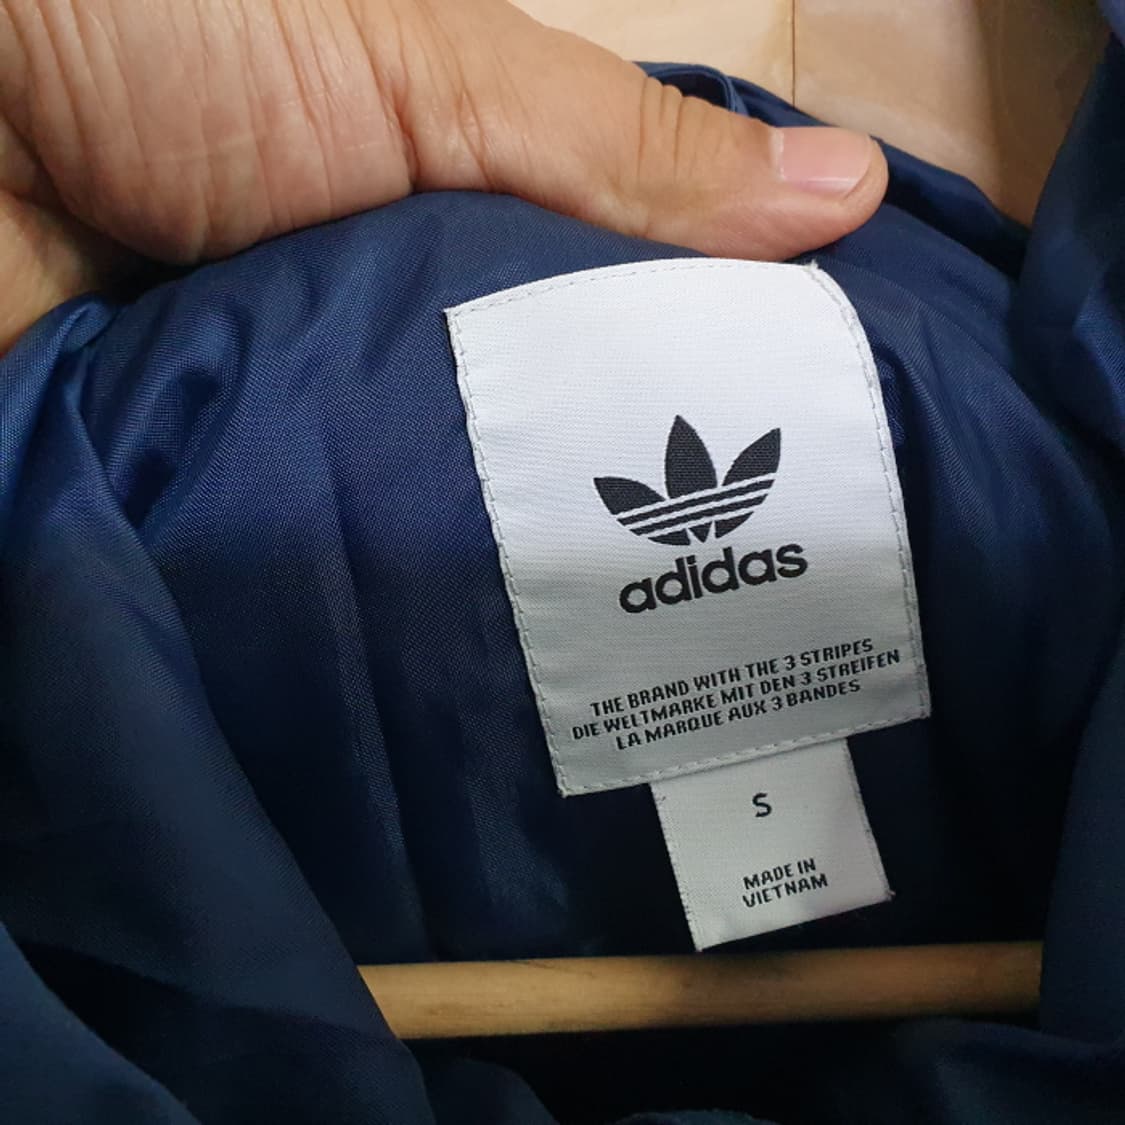 adidas
THE BRAND WITH THE 3 STRIPES
DIE WELTMARKE MIT DEN 3 STREIFEN
LA MARQUE AUX 3 BANDES
S
MADE IN
VIETNAM